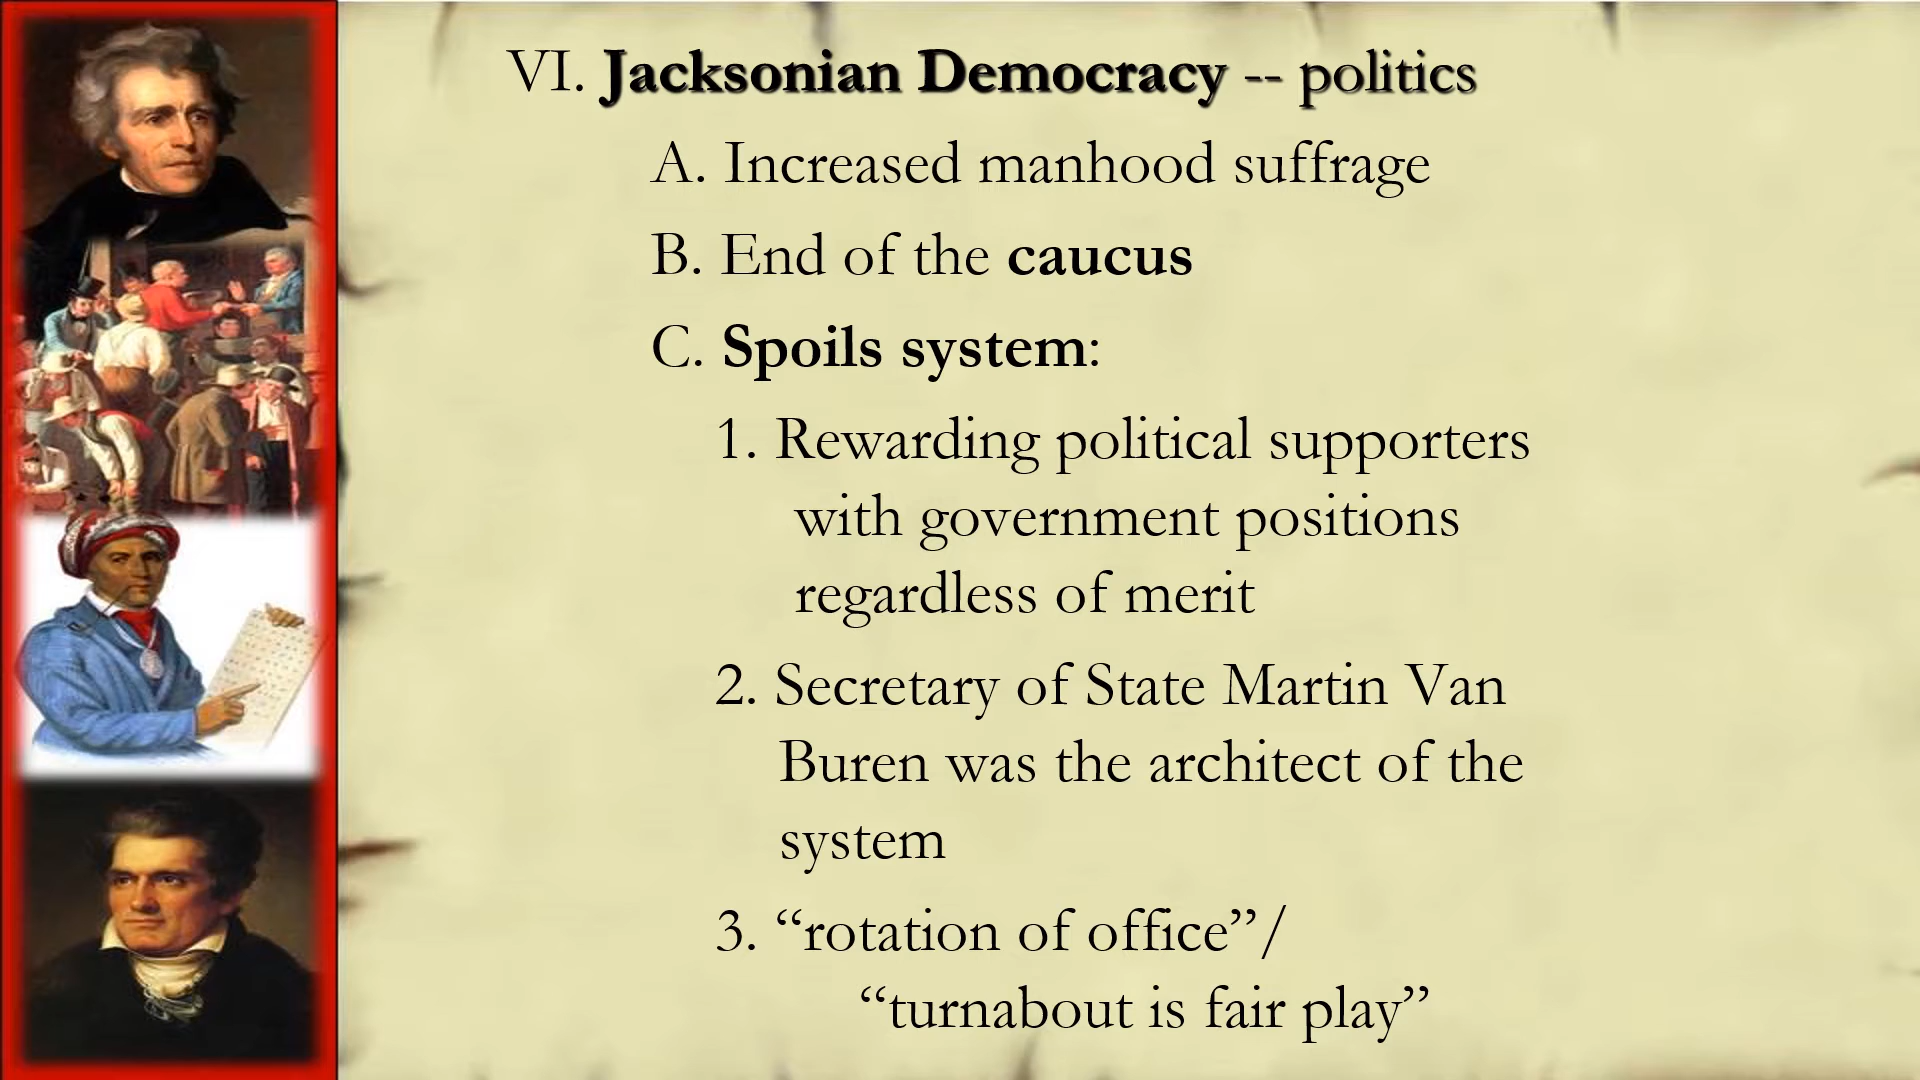 VI. Jacksonian Democracy -- politics
A. Increased manhood suffrage
B. End of the caucus
C. Spoils system:
1. Rewarding political supporters
with government positions
regardless of merit
2. Secretary of State Martin Van
Buren was the architect of the
system
3. “rotation of office”/
“turnabout is fair play”